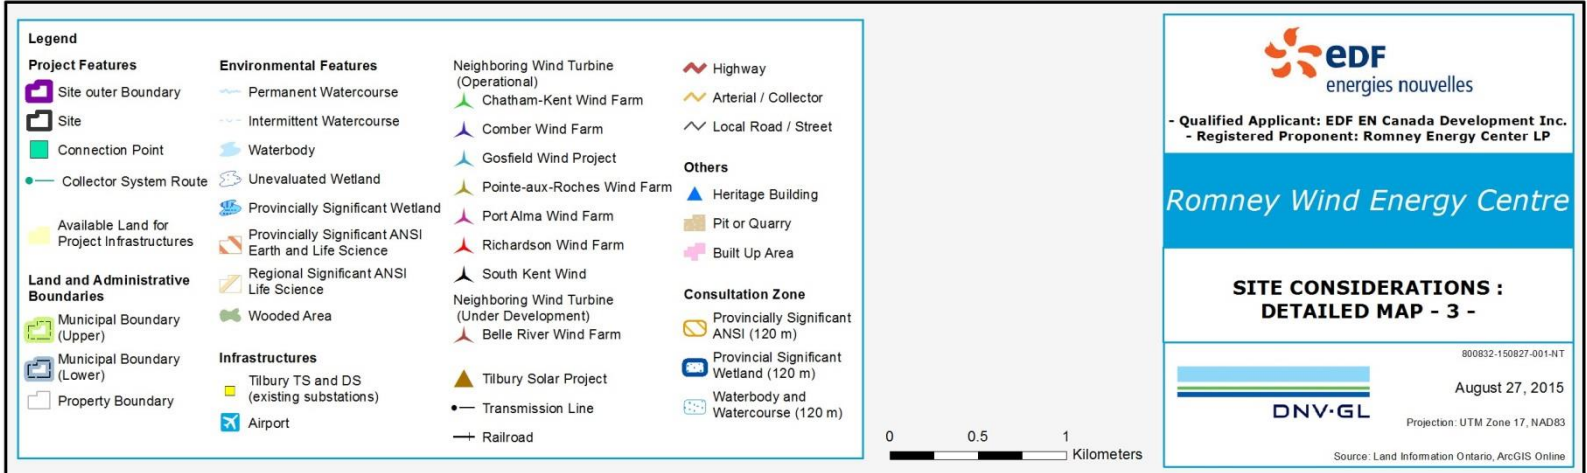 Legend
Project Features
Site outer Boundary
Site
Connection Point
Collector System Route
Available Land for
Project Infrastructures
Land and Administrative
Boundaries
Municipal Boundary
(Upper)
Municipal Boundary
(Lower)
Property Boundary
Environmental Features
Permanent Watercourse
Intermittent Watercourse
Waterbody
Unevaluated Wetland
Provincially Significant Wetland
Provincially Significant ANSI
Earth and Life Science
Regional Significant ANSI
Life Science
Wooded Area
Infrastructures
Tilbury TS and DS
(existing substations)
Airport
Neighboring Wind Turbine
(Operational)
Chatham-Kent Wind Farm
Comber Wind Farm
Gosfield Wind Project
Pointe-aux-Roches Wind Farm
Port Alma Wind Farm
Richardson Wind Farm
South Kent Wind
Neighboring Wind Turbine
(Under Development)
Belle River Wind Farm
Tilbury Solar Project
Transmission Line
Railroad
Highway
Arterial / Collector
Local Road / Street
Others
Heritage Building
Pit or Quarry
Built Up Area
Consultation Zone
Provincially Significant
ANSI (120 m)
Provincial Significant
Wetland (120 m)
Waterbody and
Watercourse (120 m)
0 0.5 1
Kilometers
eDF
energies nouvelles
- Qualified Applicant: EDF EN Canada Development Inc.
- Registered Proponent: Romney Energy Center LP
Romney Wind Energy Centre
SITE CONSIDERATIONS :
DETAILED MAP - 3 -
800832-150827-001-NT
August 27, 2015
DNV·GL
Projection: UTM Zone 17, NAD83
Source: Land Information Ontario, ArcGIS Online